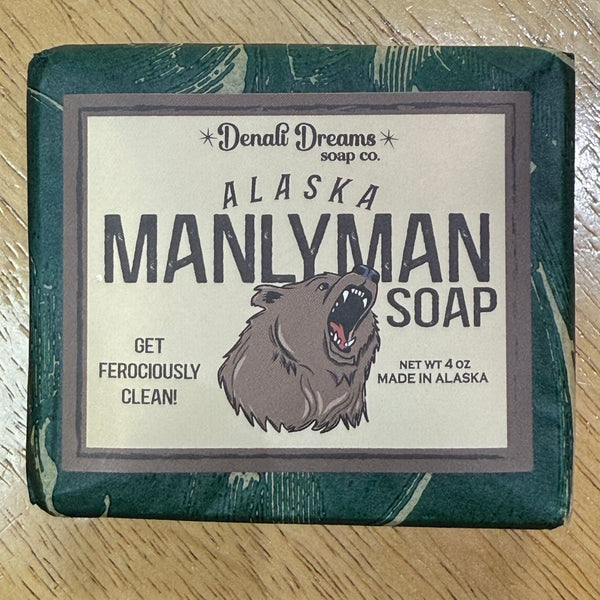 Denali Dreams
soap co.
ALASKA
MANLYMAN
SOAP
GET
FEROCIOUSLY
CLEAN!
NET WT 4 OZ
MADE IN ALASKA